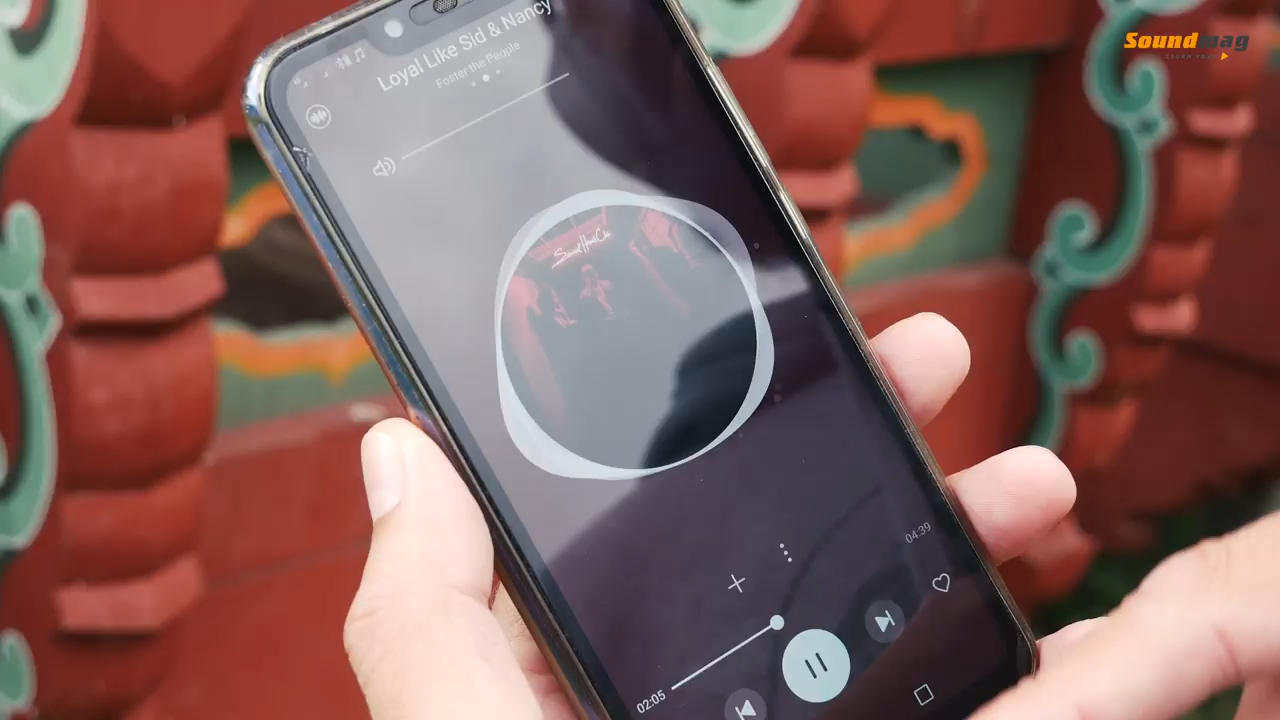 Soundmag
Loyal Like Sid & Nancy
Foster the People
04:39
02:05